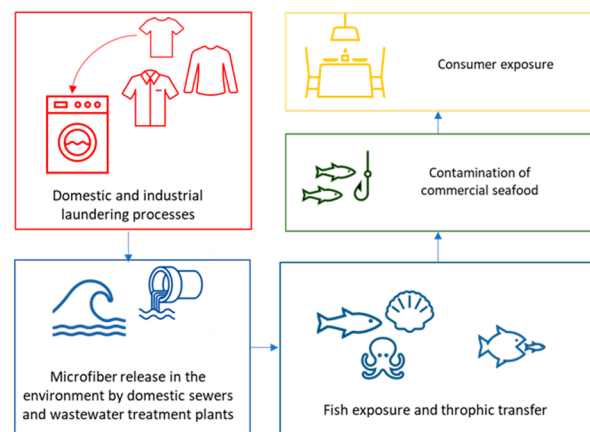 Domestic and industrial
laundering processes
Microfiber release in the
environment by domestic sewers
and wastewater treatment plants
Fish exposure and throphic transfer
Contamination of
commercial seafood
Consumer exposure